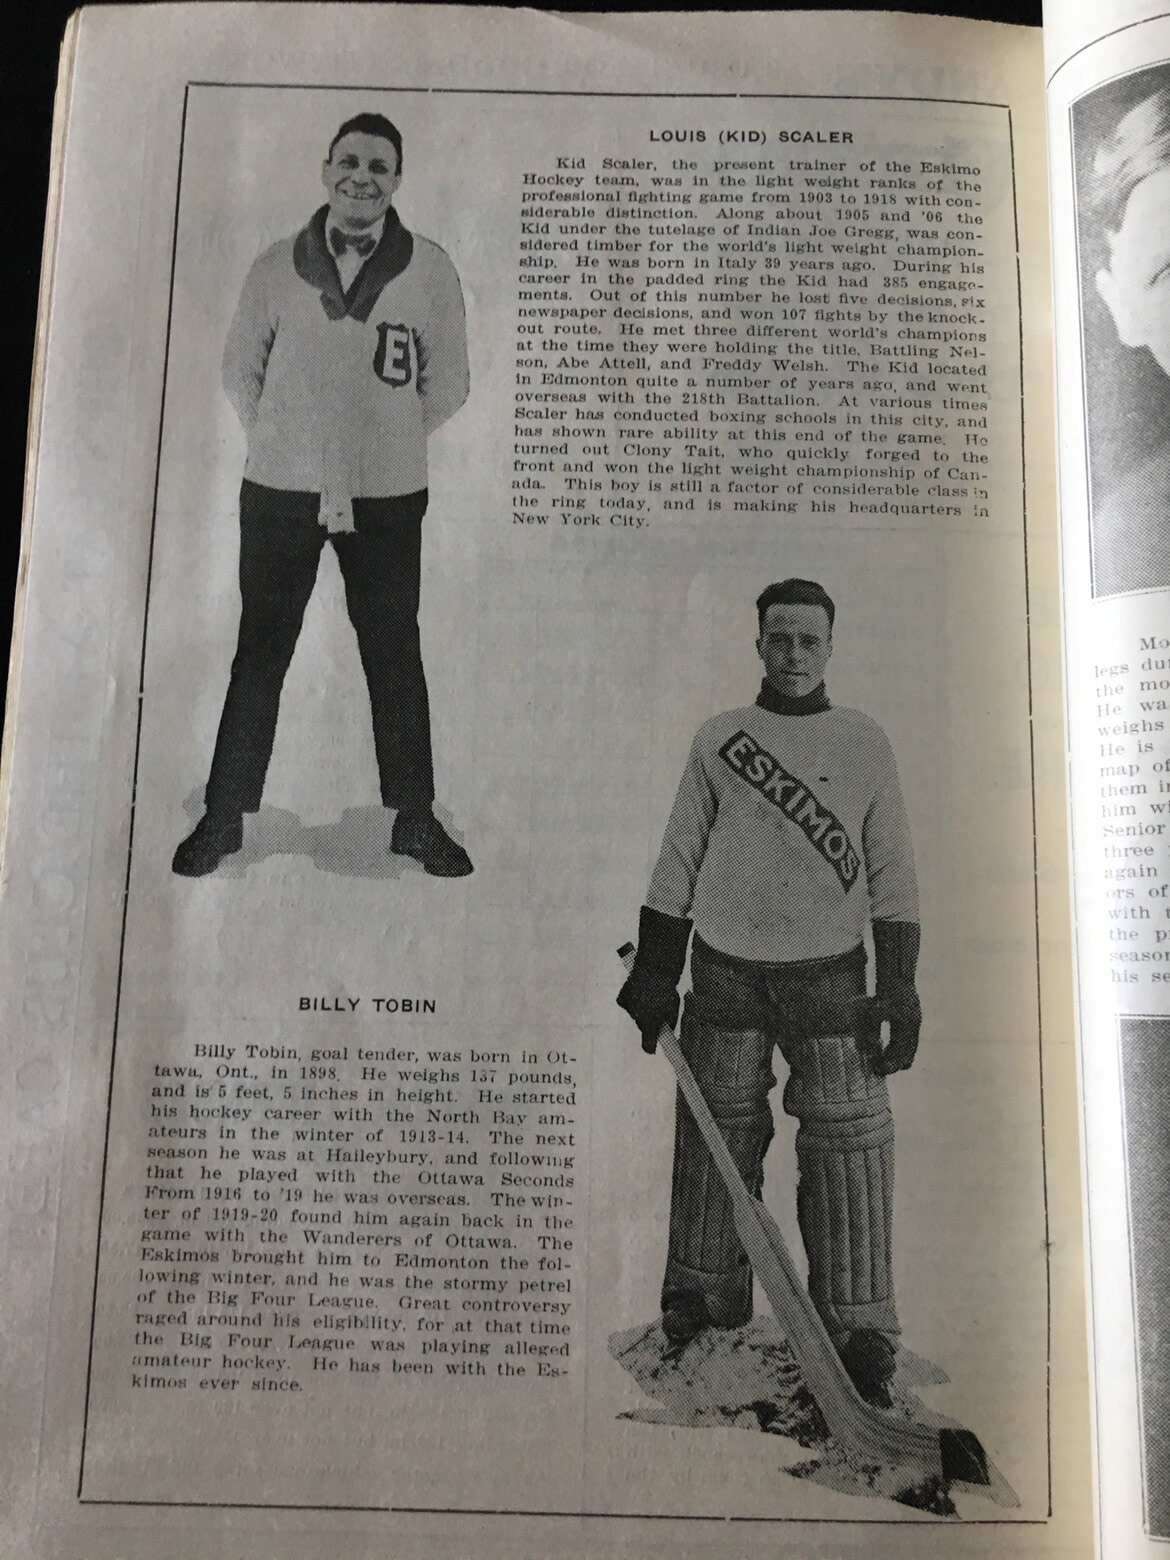 LOUIS (KID) SCALER
Kid Scaler, the present trainer of the Eskimo
Hockey team, was in the light weight ranks of the
professional fighting game from 1903 to 1918 with con-
siderable distinction. Along about 1905 and '06 the
Kid under the tutelage of Indian Joe Gregg, was con-
sidered timber for the world's light weight champion-
ship. He was born in Italy 39 years ago. During his
career in the padded ring the Kid had 385 engage-
ments. Out of this number he lost five decisions, six
newspaper decisions, and won 107 fights by the knock-
out route. He met three different world's champions
at the time they were holding the title, Battling Nel-
son, Abe Attell, and Freddy Welsh. The Kid located
in Edmonton quite a number of years ago, and went
overseas with the 218th Battalion. At various times
Scaler has conducted boxing schools in this city, and
has shown rare ability at this end of the game. He
turned out Clony Tait, who quickly forged to the
front and won the light weight championship of Can-
ada. This boy is still a factor of considerable class in
the ring today, and is making his headquarters in
New York City.
E
ESKIMOS
BILLY TOBIN
Billy Tobin, goal tender, was born in Ot-
tawa, Ont., in 1898. He weighs 137 pounds,
and is 5 feet, 5 inches in height. He started
his hockey career with the North Bay am-
ateurs in the winter of 1913-14. The next
season he was at Haileybury, and following
that he played with the Ottawa Seconds
From 1916 to '19 he was overseas. The win-
ter of 1919-20 found him again back in the
game with the Wanderers of Ottawa. The
Eskimos brought him to Edmonton the fol-
lowing winter, and he was the stormy petrel
of the Big Four League. Great controversy
raged around his eligibility, for at that time
the Big Four League was playing alleged
amateur hockey. He has been with the Es-
kimos ever since.
Mo
legs du
the mo
He wa
weighs
He is
map of
them in
him wi
Senior
three
again
ors of
with t
the p
season
his se